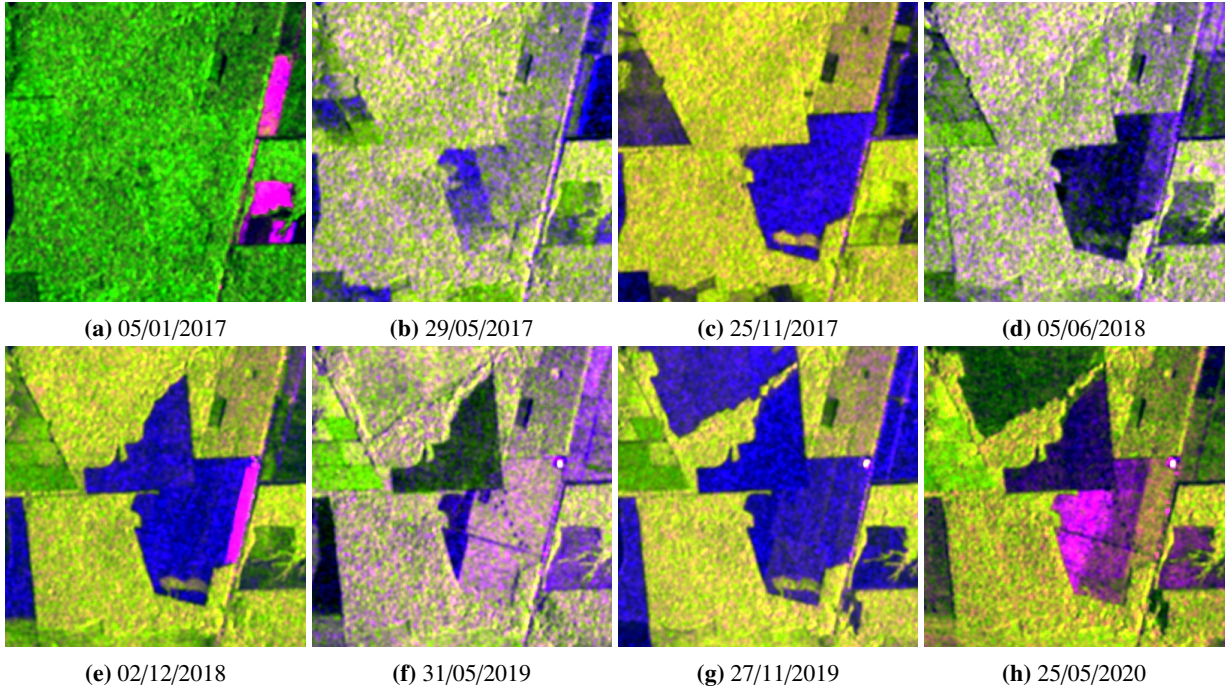 (a) 05/01/2017
(b) 29/05/2017
(c) 25/11/2017
(d) 05/06/2018
(e) 02/12/2018
(f) 31/05/2019
(g) 27/11/2019
(h) 25/05/2020